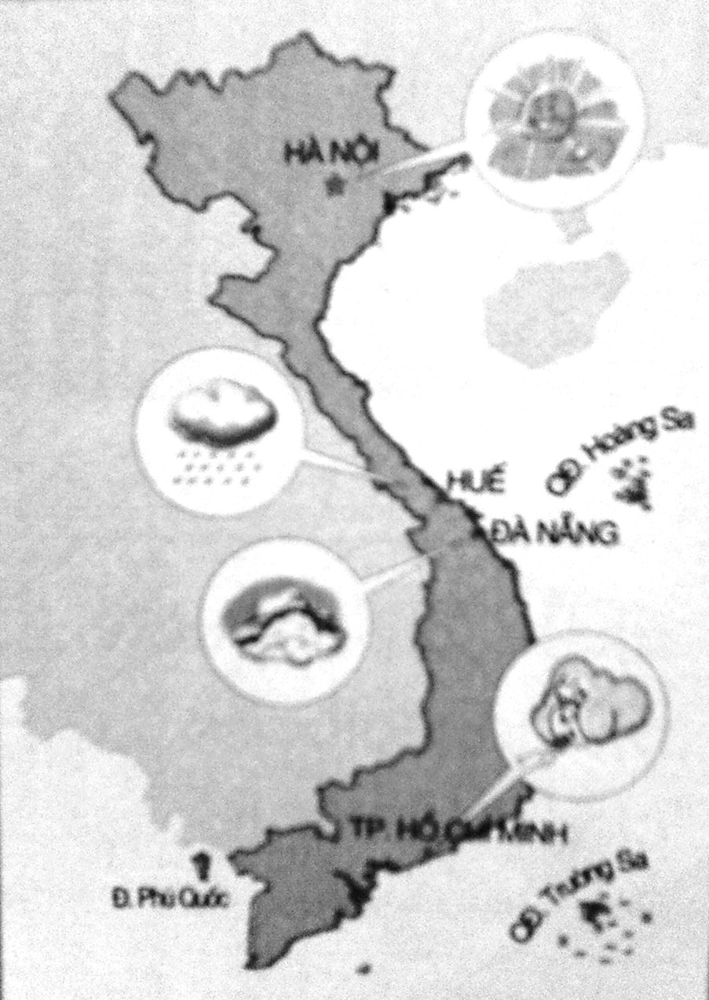 HÀ NỘI
QĐ. Hoàng Sa
HUẾ
ĐÀ NẴNG
TP. HỒ CHÍ MINH
Đ. Phú Quốc
QĐ. Trường Sa